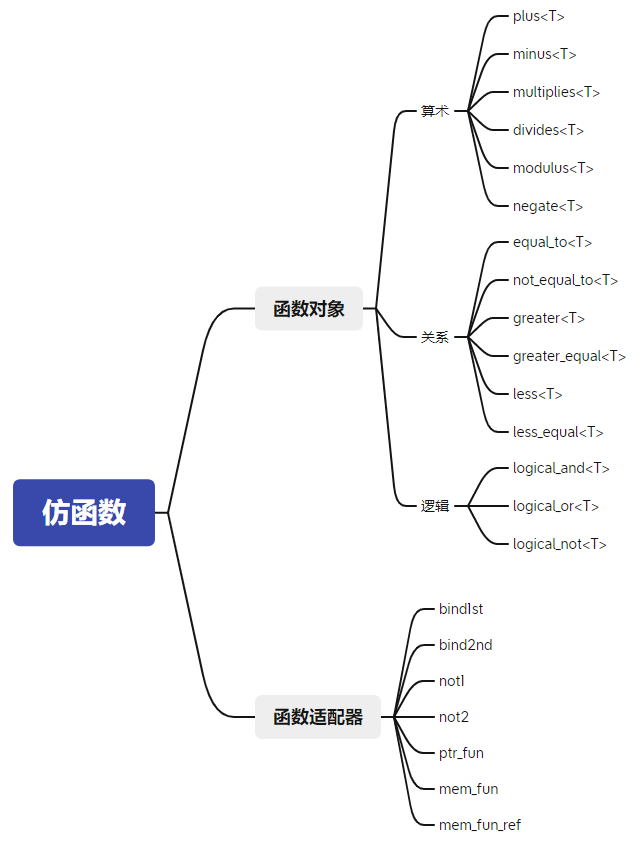 仿函数
函数对象
算术
plus<T>
minus<T>
multiplies<T>
divides<T>
modulus<T>
negate<T>
关系
equal_to<T>
not_equal_to<T>
greater<T>
greater_equal<T>
less<T>
less_equal<T>
逻辑
logical_and<T>
logical_or<T>
logical_not<T>
函数适配器
bind1st
bind2nd
not1
not2
ptr_fun
mem_fun
mem_fun_ref